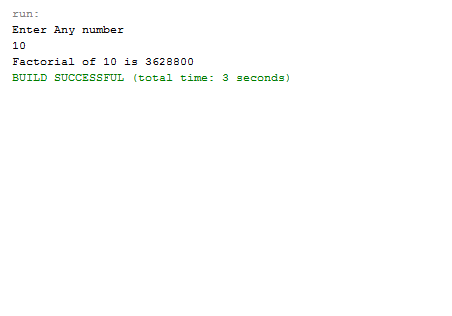 run:
Enter Any number
10
Factorial of 10 is 3628800
BUILD SUCCESSFUL (total time: 3 seconds)